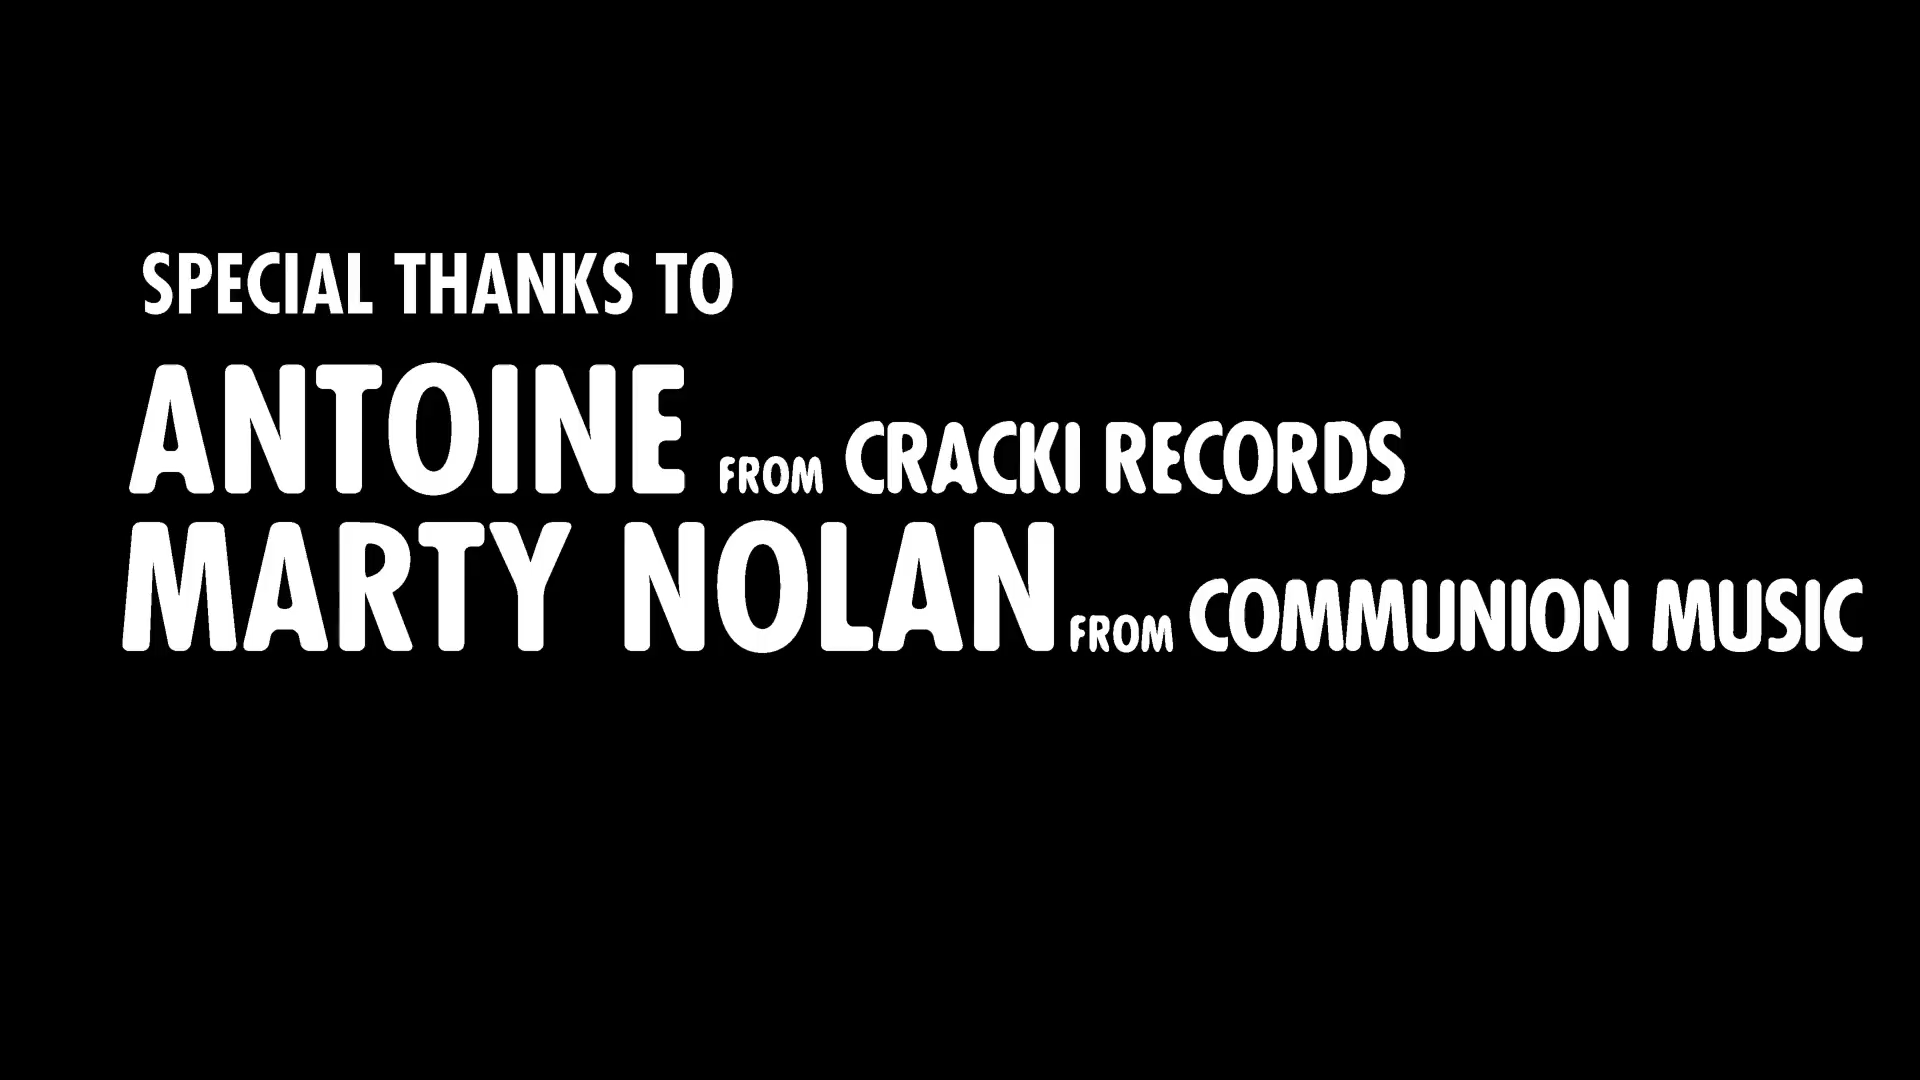 SPECIAL THANKS TO
ANTOINE FROM CRACKI RECORDS
MARTY NOLAN FROM COMMUNION MUSIC